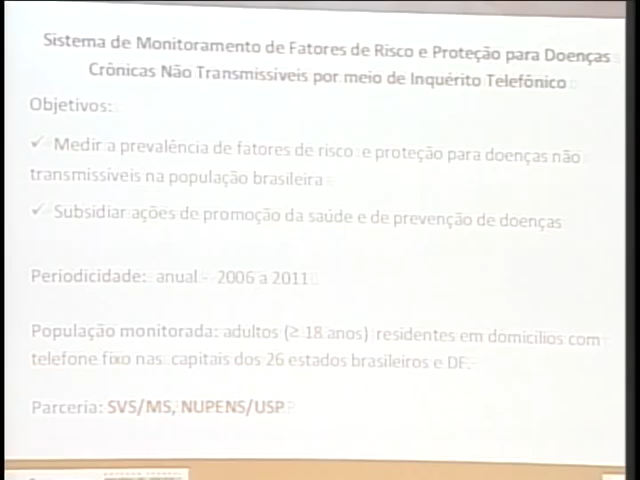 Sistema de Monitoramento de Fatores de Risco e Proteção para Doenças
Crônicas Não Transmissíveis por meio de Inquérito Telefônico
Objetivos:
✓ Medir a prevalência de fatores de risco e proteção para doenças não
transmissíveis na população brasileira
✓ Subsidiar ações de promoção da saúde e de prevenção de doenças
Periodicidade: anual - 2006 a 2011
População monitorada: adultos (≥ 18 anos) residentes em domicílios com
telefone fixo nas capitais dos 26 estados brasileiros e DF.
Parceria: SVS/MS, NUPENS/USP